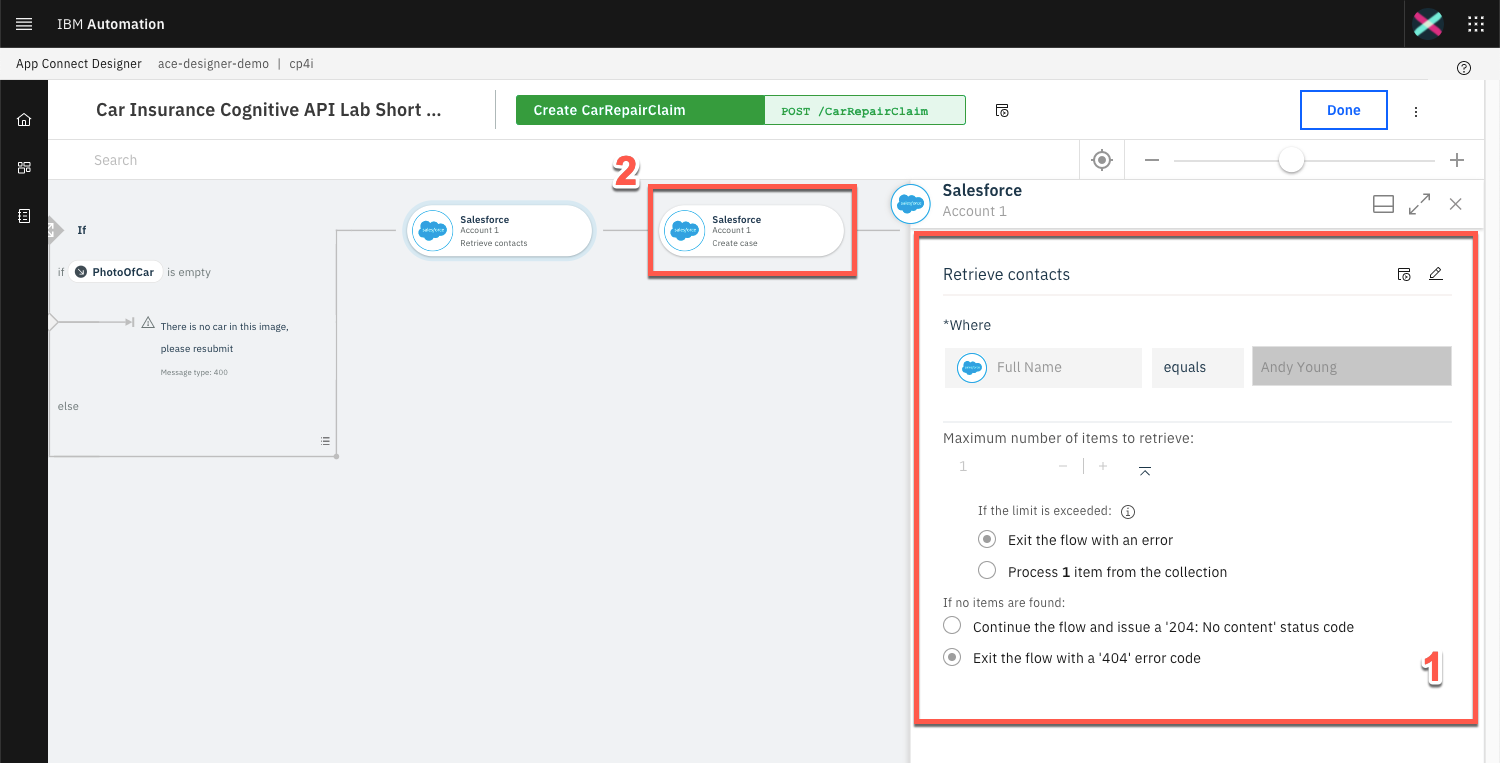 IBM Automation
App Connect Designer ace-designer-demo | cp4i
Car Insurance Cognitive API Lab Short ...
Create CarRepairClaim
POST /CarRepairClaim
Done
Search
2
If
if PhotoOfCar is empty
There is no car in this image,
please resubmit
Message type: 400
else
salesforce
Salesforce
Account 1
Retrieve contacts
salesforce
Salesforce
Account 1
Create case
salesforce
Salesforce
Account 1
Retrieve contacts
*Where
salesforce
Full Name
equals
Andy Young
Maximum number of items to retrieve:
1
If the limit is exceeded:
Exit the flow with an error
Process 1 item from the collection
If no items are found:
Continue the flow and issue a '204: No content' status code
Exit the flow with a '404' error code
1